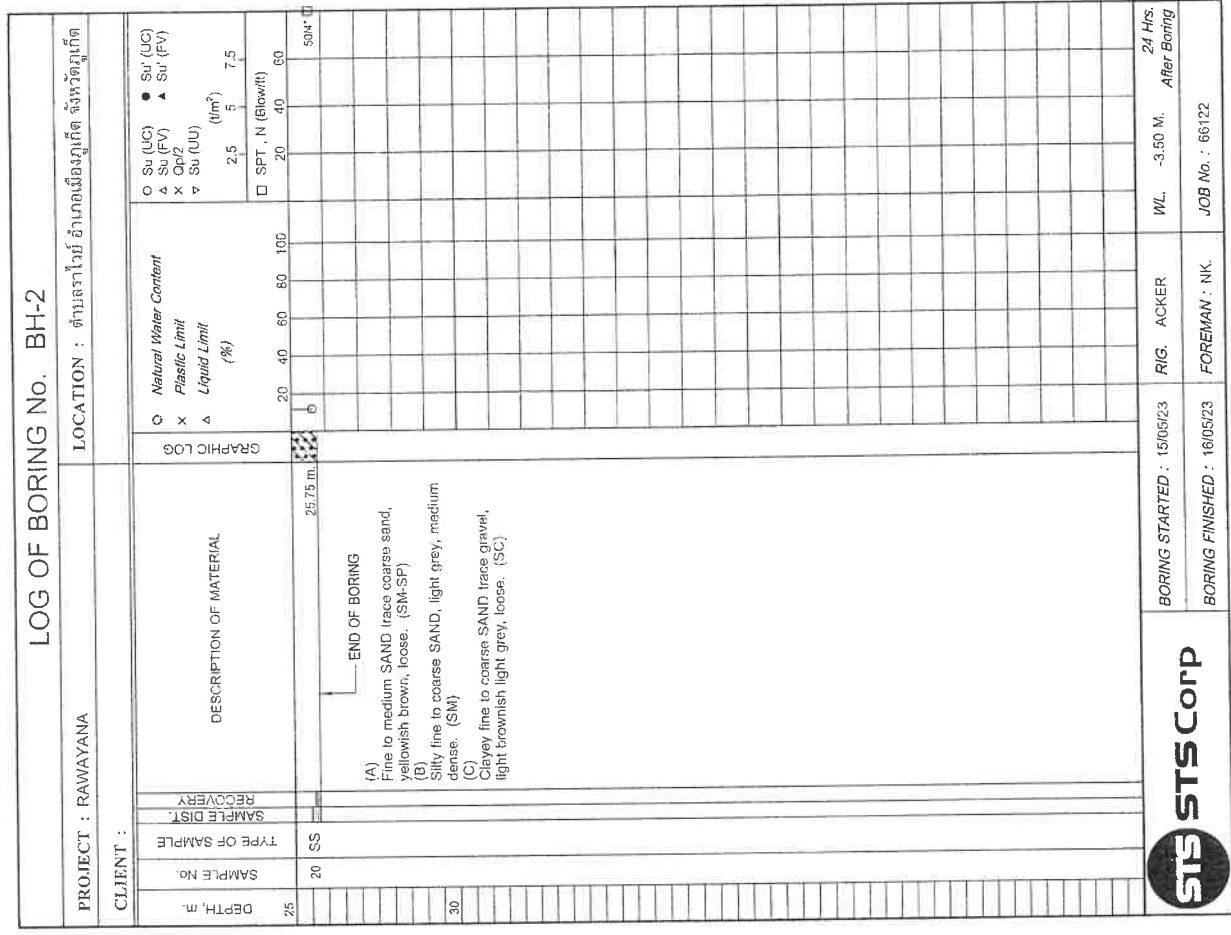 LOG OF BORING No. BH-2
PROJECT : RAWAYANA
LOCATION : ตำบลราไวย์ อำเภอเมืองภูเก็ต จังหวัดภูเก็ต
CLIENT :
DEPTH, m.
SAMPLE No.
TYPE OF SAMPLE
SAMPLE DIST.
RECOVERY
DESCRIPTION OF MATERIAL
GRAPHIC LOG
○ Natural Water Content
× Plastic Limit
△ Liquid Limit
(%)
20 40 60 80 100
○ Su (UC) ● Su' (UC)
△ Su (FV) ▲ Su' (FV)
× Qp/2
▽ Su (UU)
(t/m²)
2.5 5 7.5
□ SPT , N (Blow/ft)
20 40 60
25
20 SS
25.75 m.
50/4"
END OF BORING
(A)
Fine to medium SAND trace coarse sand,
yellowish brown, loose. (SM-SP)
(B)
Silty fine to coarse SAND, light grey, medium
dense. (SM)
(C)
Clayey fine to coarse SAND trace gravel,
light brownish light grey, loose. (SC)
30
STS STS Corp
BORING STARTED : 15/05/23
RIG. ACKER
WL. -3.50 M. 24 Hrs. After Boring
BORING FINISHED : 16/05/23
FOREMAN : NK.
JOB No. : 66122